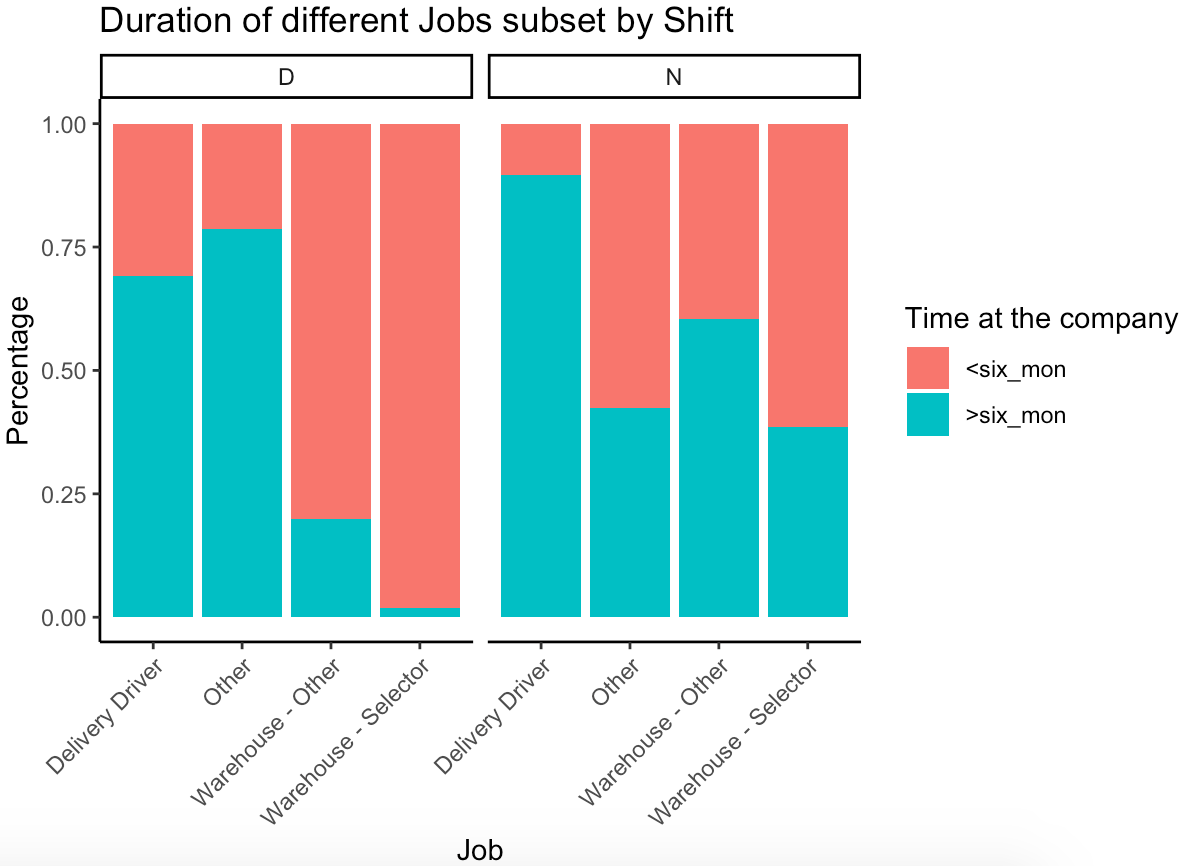 Duration of different Jobs subset by Shift
D
N
1.00
0.75
0.50
0.25
0.00
Percentage
Delivery Driver
Other
Warehouse - Other
Warehouse - Selector
Delivery Driver
Other
Warehouse - Other
Warehouse - Selector
Job
Time at the company
<six_mon
>six_mon